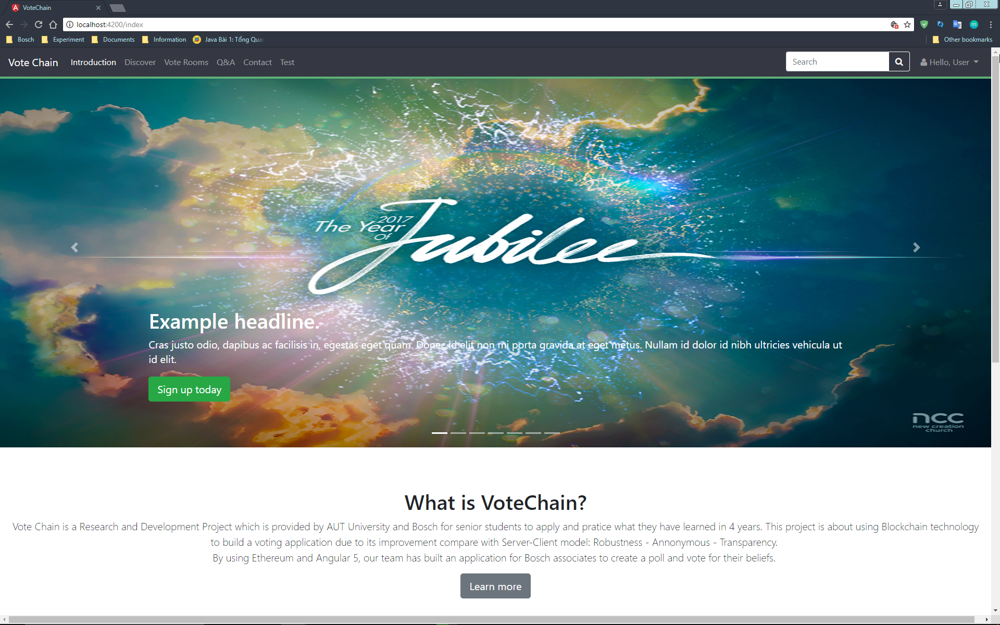 VoteChain
localhost:4200/index
Bosch
Experiment
Documents
Information
Java Bài 1: Tổng Quan
Other bookmarks
Vote Chain
Introduction
Discover
Vote Rooms
Q&A
Contact
Test
Search
Hello, User
2017
The Year
OF
Jubilee
Example headline.
Cras justo odio, dapibus ac facilisis in, egestas eget quam. Donec id elit non mi porta gravida at eget metus. Nullam id dolor id nibh ultricies vehicula ut
id elit.
Sign up today
ncc
new creation
church
What is VoteChain?
Vote Chain is a Research and Development Project which is provided by AUT University and Bosch for senior students to apply and pratice what they have learned in 4 years. This project is about using Blockchain technology
to build a voting application due to its improvement compare with Server-Client model: Robustness - Annonymous - Transparency.
By using Ethereum and Angular 5, our team has built an application for Bosch associates to create a poll and vote for their beliefs.
Learn more